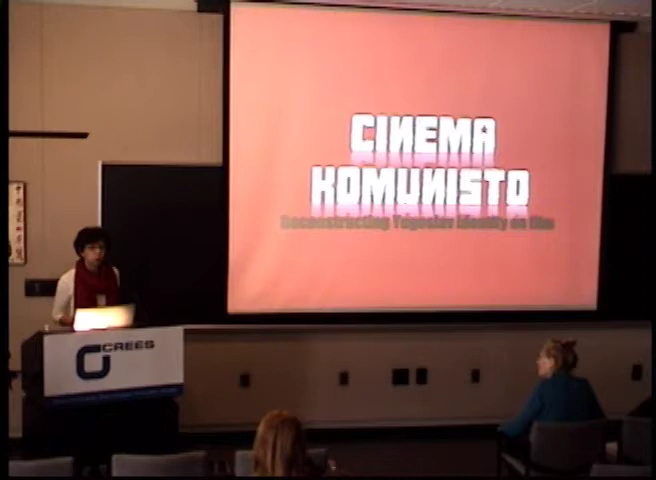 CINEMA
KOMUNISTO
Reconstructing Yugoslav Identity on film
CREES